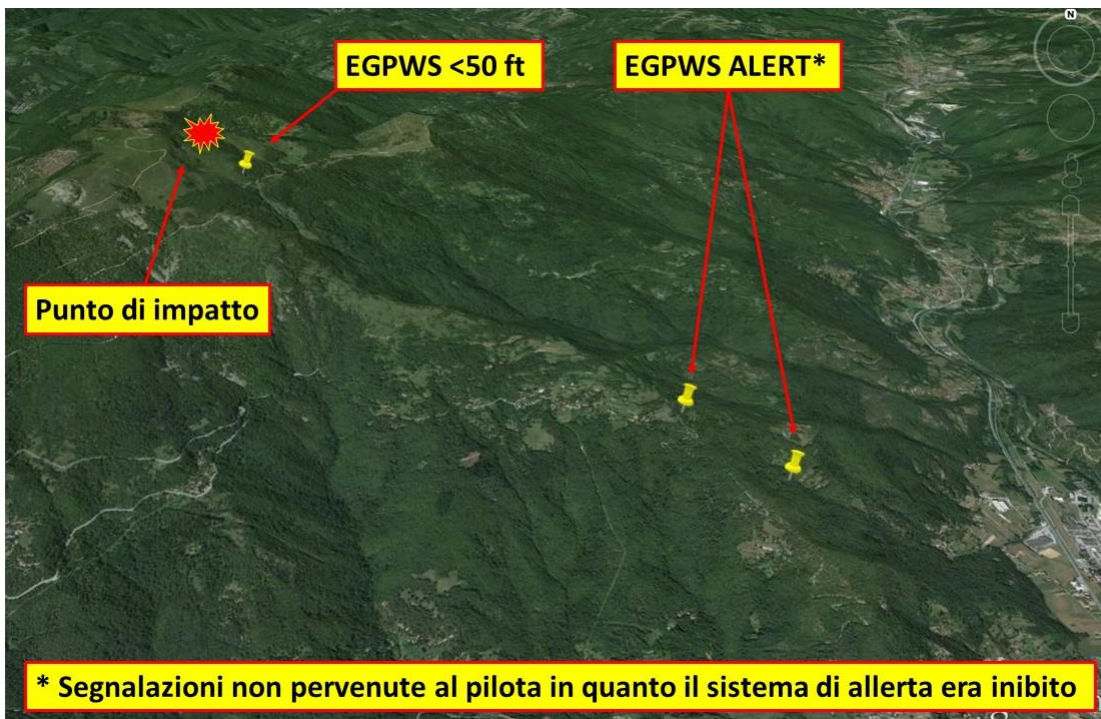 N
EGPWS <50 ft
EGPWS ALERT*
Punto di impatto
* Segnalazioni non pervenute al pilota in quanto il sistema di allerta era inibito